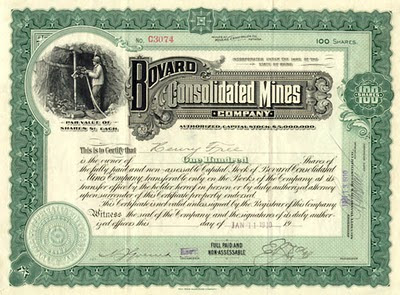 NO. C3074
100 SHARES.
INCORPORATED UNDER THE LAWS OF THE
STATE OF MAINE
BOVARD
Consolidated Mines
COMPANY
100
PAR VALUE OF
SHARES, $1. EACH.
AUTHORIZED CAPITAL STOCK $
This is to Certify that Henry
is the owner of One Hundred Shares of
the fully paid and non-assessable Capital Stock of Bovard Consolidated
Mines Company, transferable only on the Books of the Company at its
transfer office by the holder hereof in person or by duly authorized attorney
upon surrender of this Certificate properly endorsed.
This Certificate is not valid unless signed by the Registrar of this Company
Witness the seal of the Company and the signatures of its duly author-
ized officers this day of JAN 11 19
FULL PAID AND
NON-ASSESSABLE